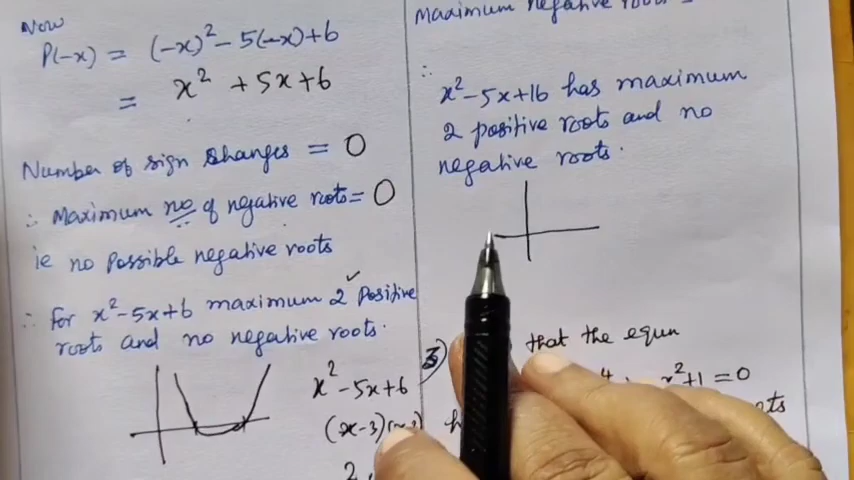 Now
P(-x) = (-x)² - 5(-x)+6
= x² + 5x+6
Number of sign changes = 0
∴ Maximum no of negative roots= 0
ie no possible negative roots
∴ for x²-5x+6 maximum 2 positive
roots and no negative roots.
x² - 5x+6
(x-3)
2
Maximum negative roots =
∴
x²-5x+16 has maximum
2 positive roots and no
negative roots.
3) that the equn
x²+1 =0